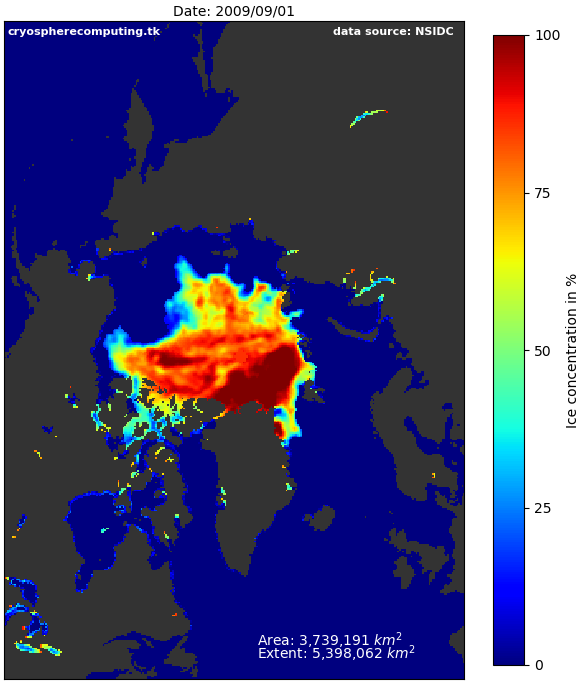 Date: 2009/09/01
cryospherecomputing.tk data source: NSIDC
100
75
50
25
0
Ice concentration in %
Area: 3,739,191 km²
Extent: 5,398,062 km²